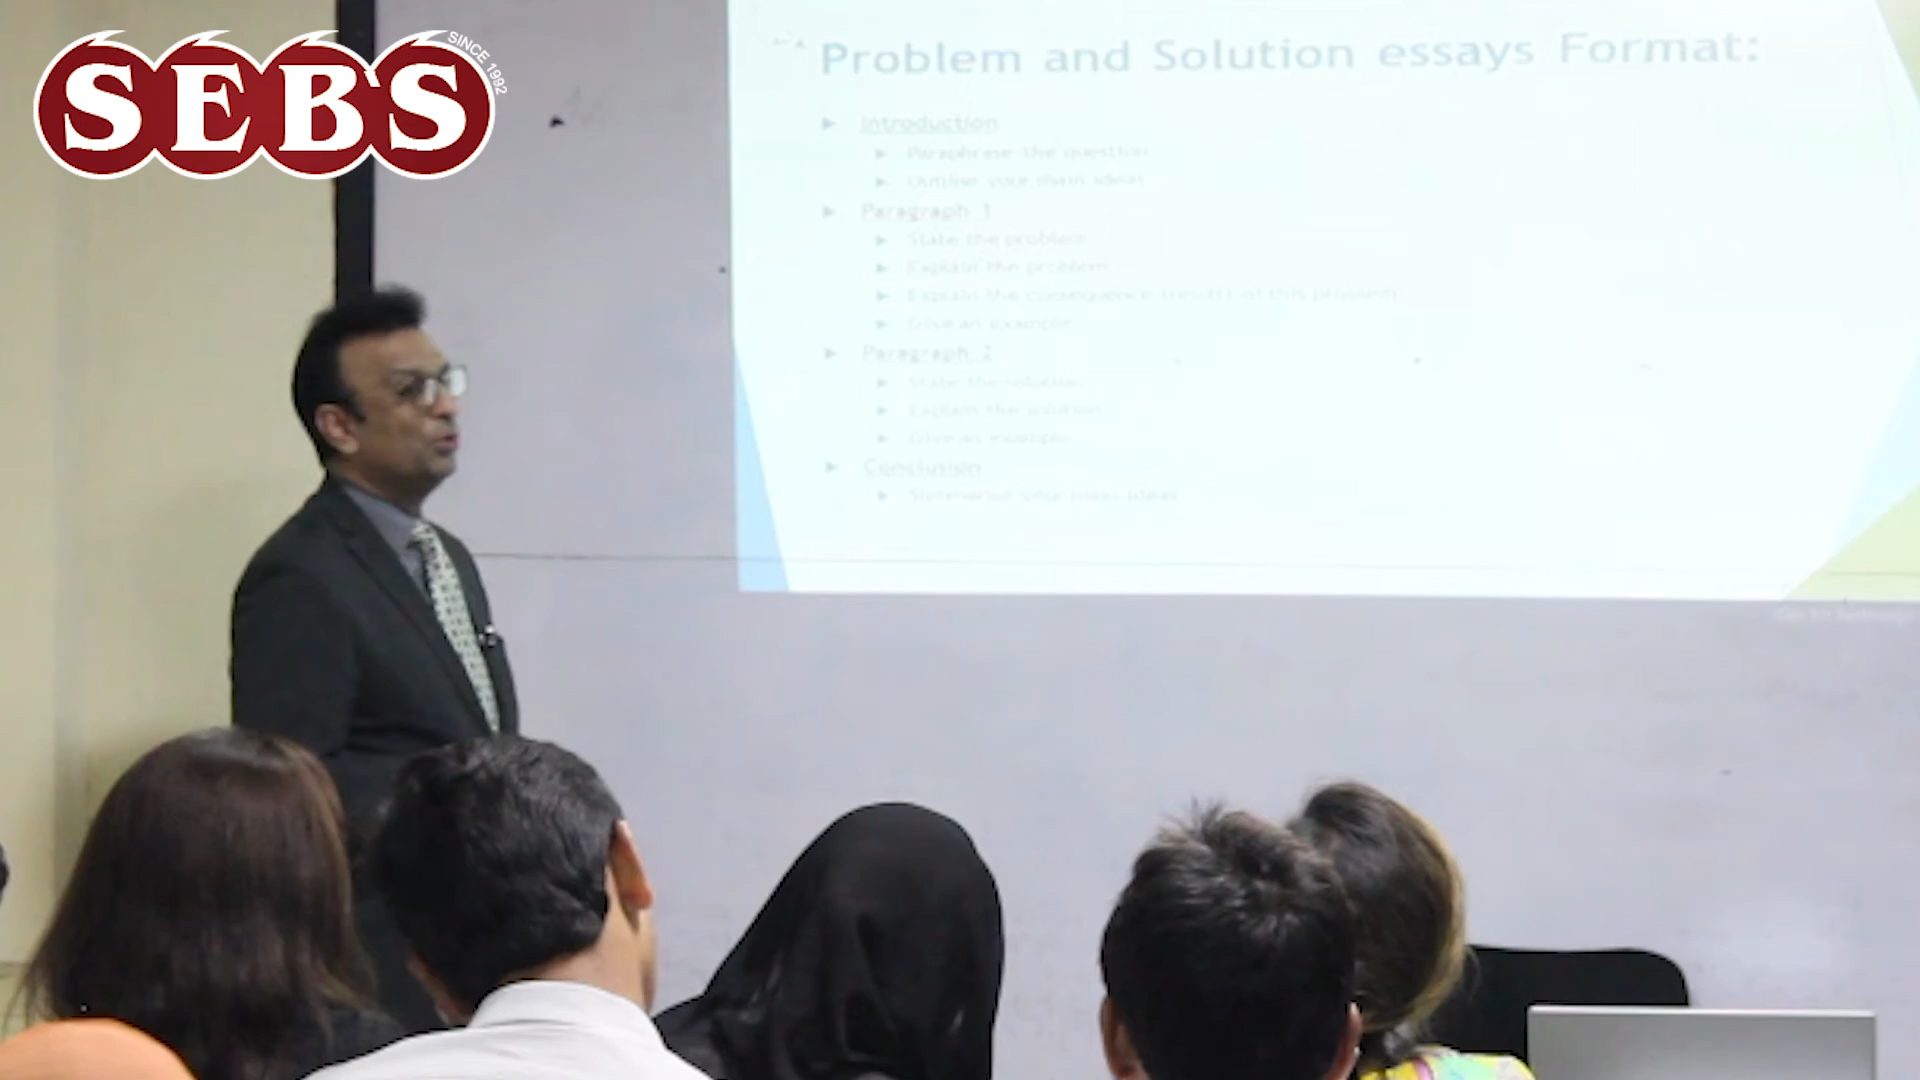 SEBS
SINCE 1992
Problem and Solution essays Format:
Introduction
Paraphrase the question
Outline your main ideas
Paragraph 1
State the problem
Explain the problem
Explain the consequence (result) of this problem
Give an example
Paragraph 2
State the solution
Explain the solution
Give an example
Conclusion
Summarise your main ideas